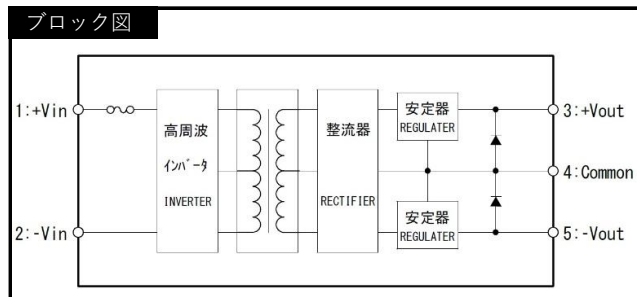 ブロック図
1:+Vin
2:-Vin
高周波
インバータ
INVERTER
整流器
RECTIFIER
安定器
REGULATER
安定器
REGULATER
3:+Vout
4:Common
5:-Vout